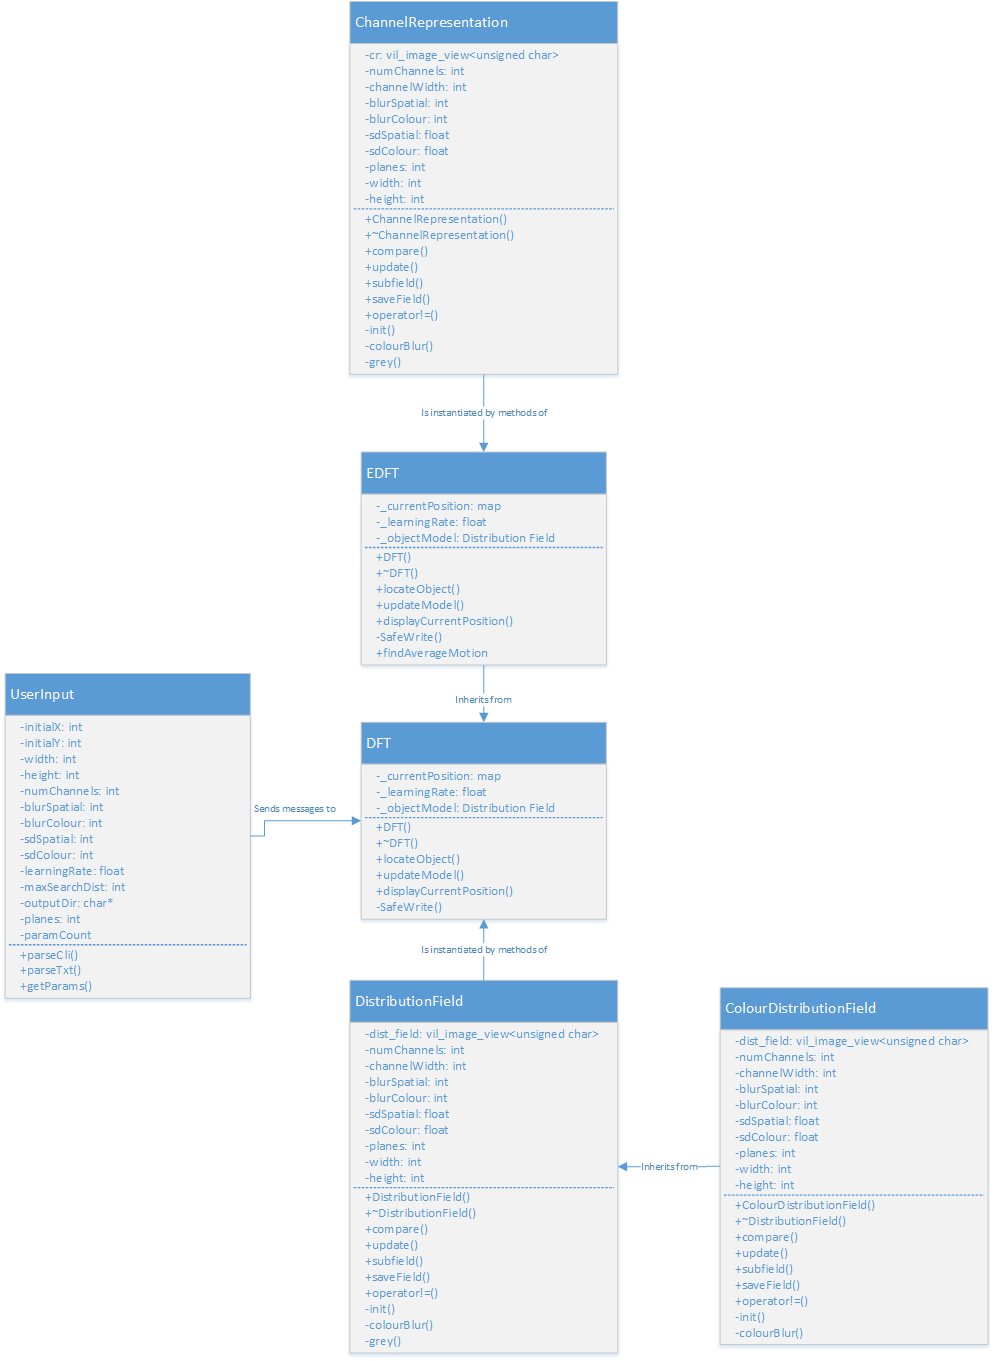 ChannelRepresentation
-cr: vil_image_view<unsigned char>
-numChannels: int
-channelWidth: int
-blurSpatial: int
-blurColour: int
-sdSpatial: float
-sdColour: float
-planes: int
-width: int
-height: int
+ChannelRepresentation()
+~ChannelRepresentation()
+compare()
+update()
+subfield()
+saveField()
+operator!=()
-init()
-colourBlur()
-grey()
Is instantiated by methods of
EDFT
-_currentPosition: map
-_learningRate: float
-_objectModel: Distribution Field
+DFT()
+~DFT()
+locateObject()
+updateModel()
+displayCurrentPosition()
-SafeWrite()
+findAverageMotion
Inherits from
UserInput
-initialX: int
-initialY: int
-width: int
-height: int
-numChannels: int
-blurSpatial: int
-blurColour: int
-sdSpatial: int
-sdColour: int
-learningRate: float
-maxSearchDist: int
-outputDir: char*
-planes: int
-paramCount
+parseCli()
+parseTxt()
+getParams()
Sends messages to
DFT
-_currentPosition: map
-_learningRate: float
-_objectModel: Distribution Field
+DFT()
+~DFT()
+locateObject()
+updateModel()
+displayCurrentPosition()
-SafeWrite()
Is instantiated by methods of
DistributionField
-dist_field: vil_image_view<unsigned char>
-numChannels: int
-channelWidth: int
-blurSpatial: int
-blurColour: int
-sdSpatial: float
-sdColour: float
-planes: int
-width: int
-height: int
+DistributionField()
+~DistributionField()
+compare()
+update()
+subfield()
+saveField()
+operator!=()
-init()
-colourBlur()
-grey()
Inherits from
ColourDistributionField
-dist_field: vil_image_view<unsigned char>
-numChannels: int
-channelWidth: int
-blurSpatial: int
-blurColour: int
-sdSpatial: float
-sdColour: float
-planes: int
-width: int
-height: int
+ColourDistributionField()
+~DistributionField()
+compare()
+update()
+subfield()
+saveField()
+operator!=()
-init()
-colourBlur()